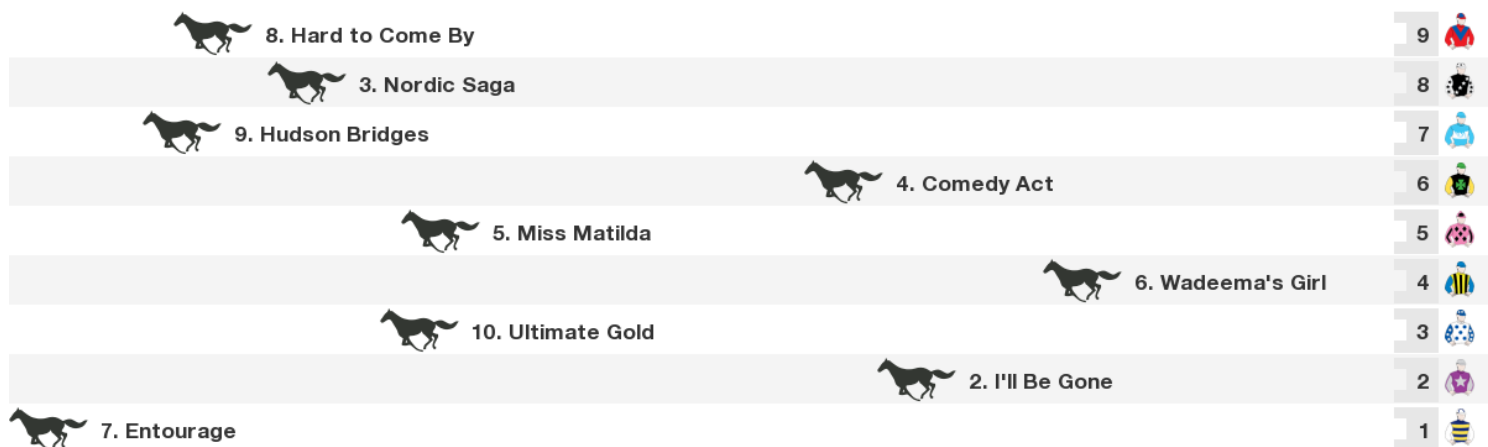 8. Hard to Come By 9
3. Nordic Saga 8
9. Hudson Bridges 7
4. Comedy Act 6
5. Miss Matilda 5
6. Wadeema's Girl 4
10. Ultimate Gold 3
2. I'll Be Gone 2
7. Entourage 1